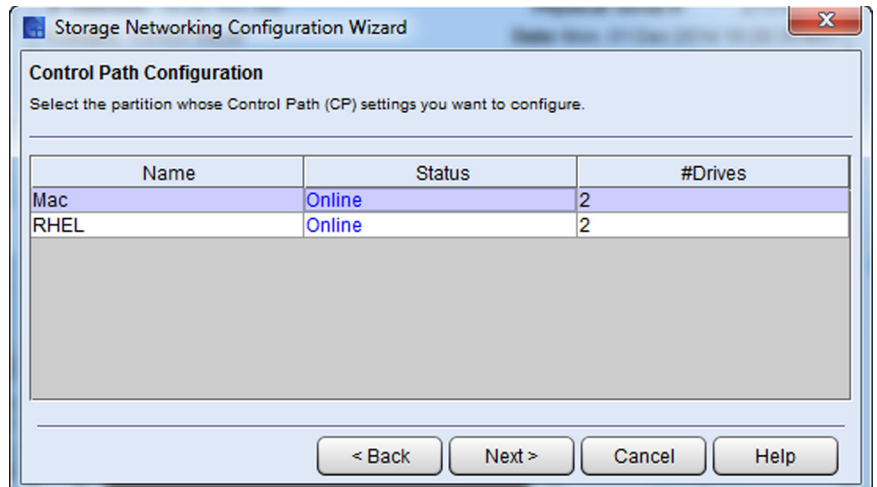 Storage Networking Configuration Wizard
Control Path Configuration
Select the partition whose Control Path (CP) settings you want to configure.
Name Status #Drives
Mac Online 2
RHEL Online 2
< Back Next > Cancel Help